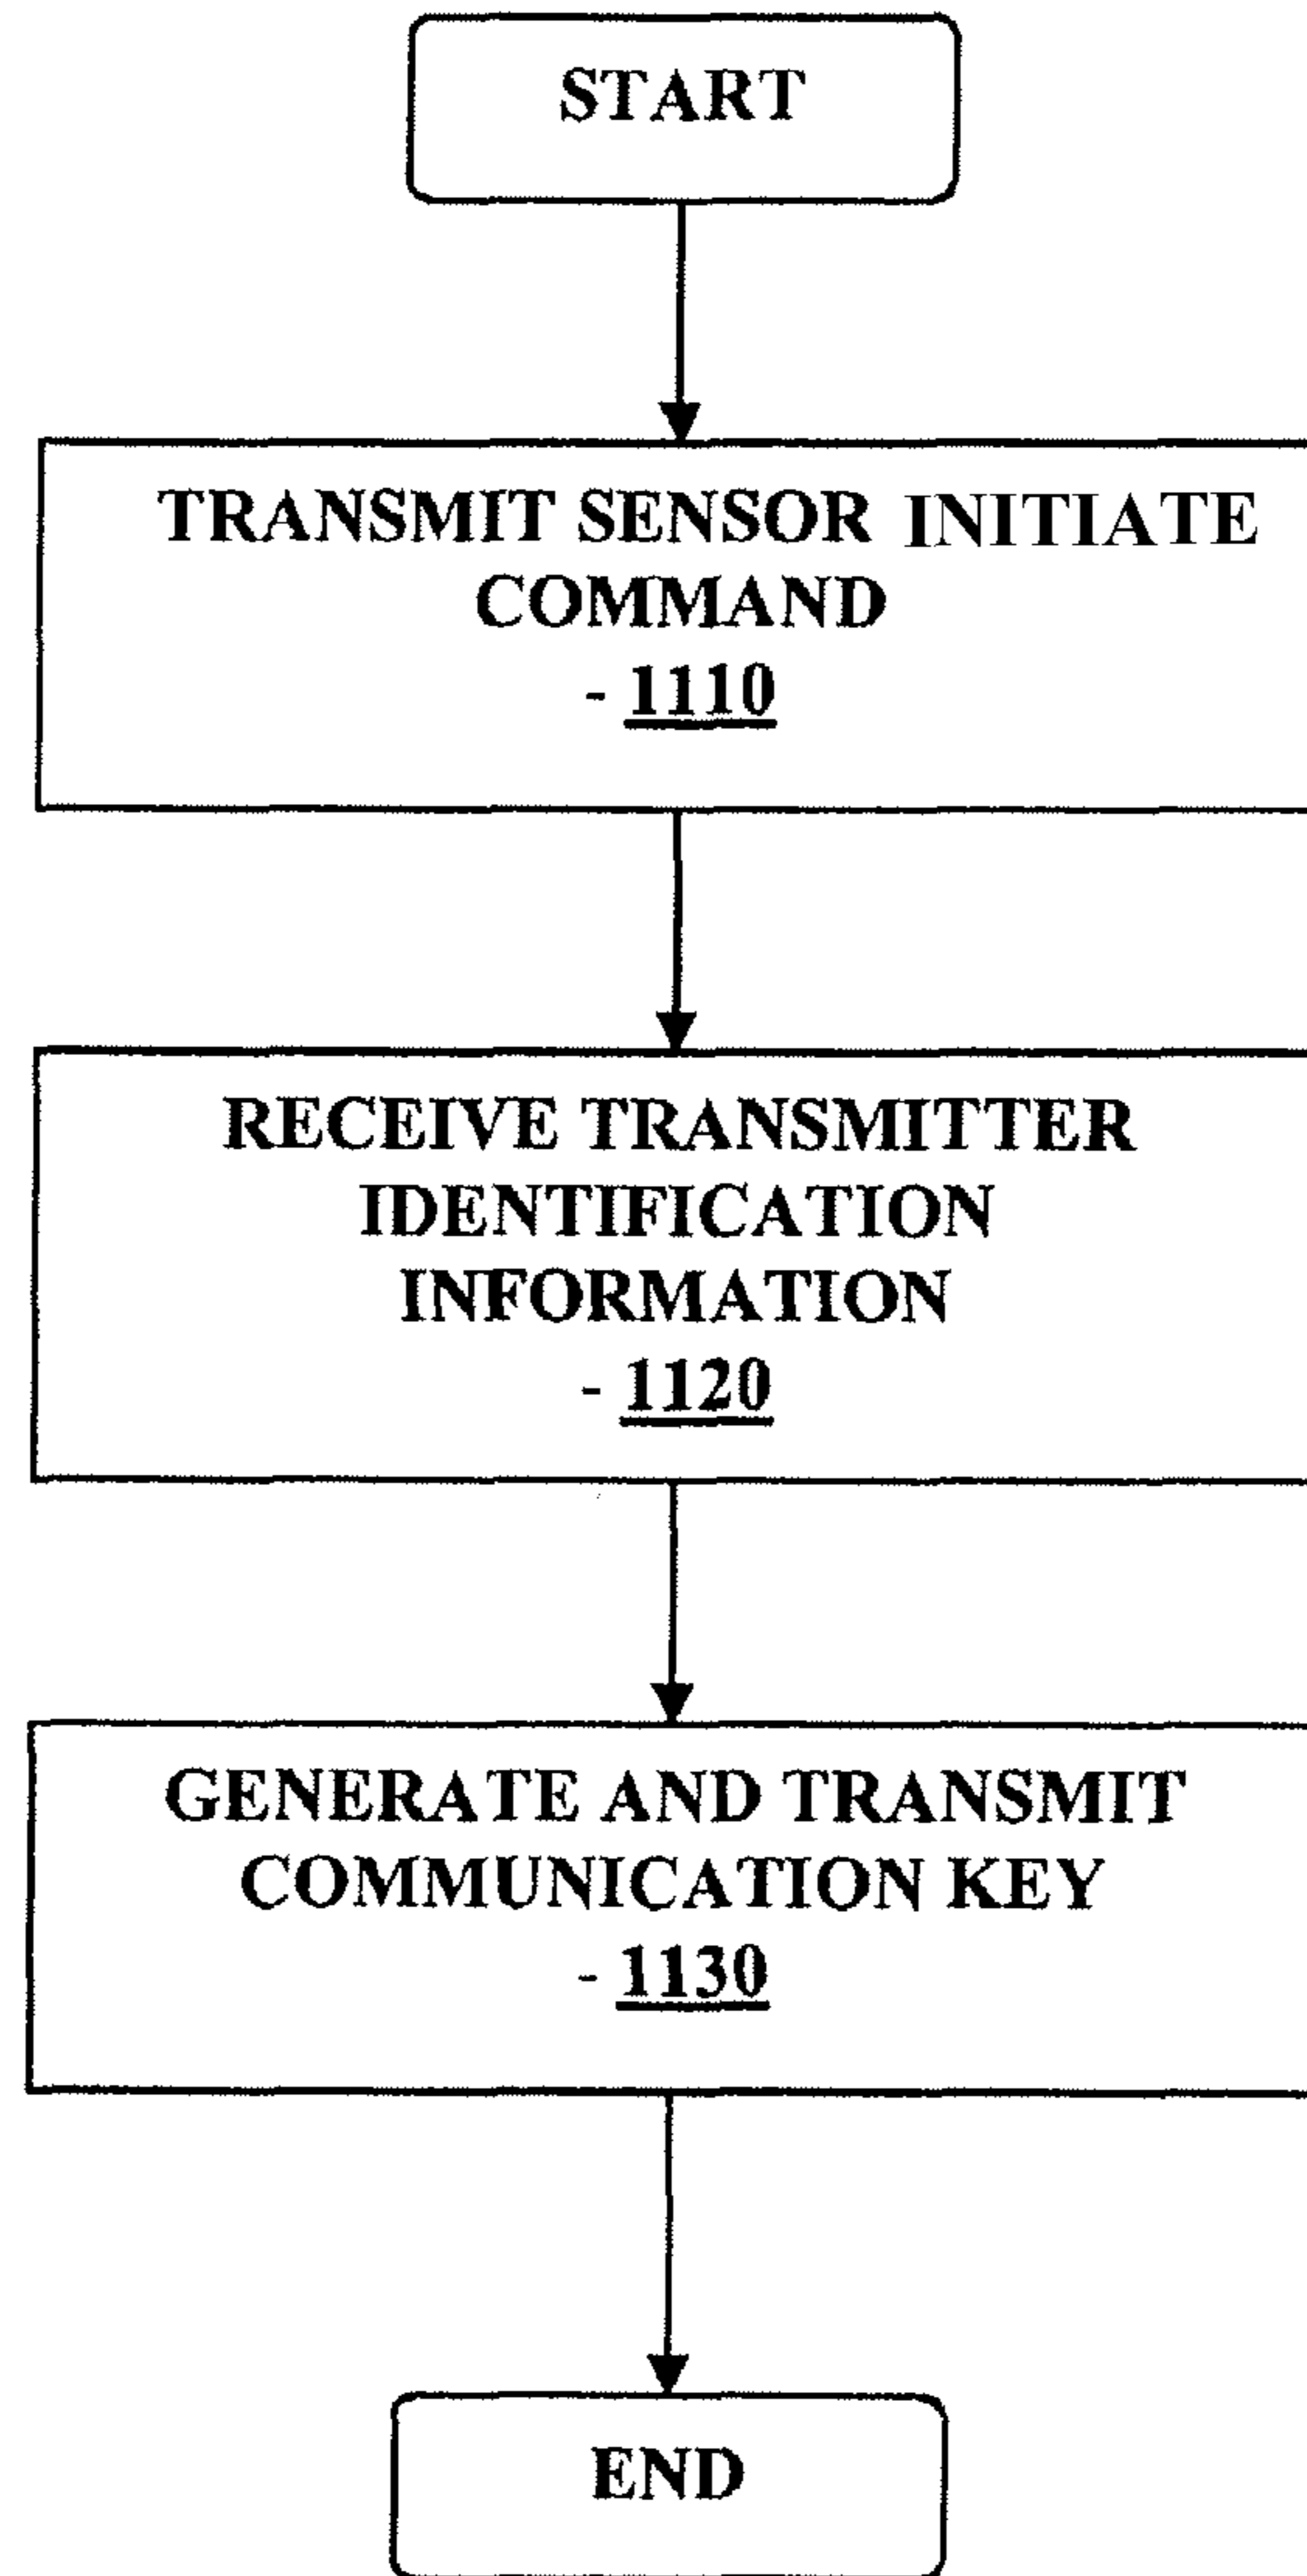 START
TRANSMIT SENSOR INITIATE
COMMAND
- 1110
RECEIVE TRANSMITTER
IDENTIFICATION
INFORMATION
- 1120
GENERATE AND TRANSMIT
COMMUNICATION KEY
- 1130
END